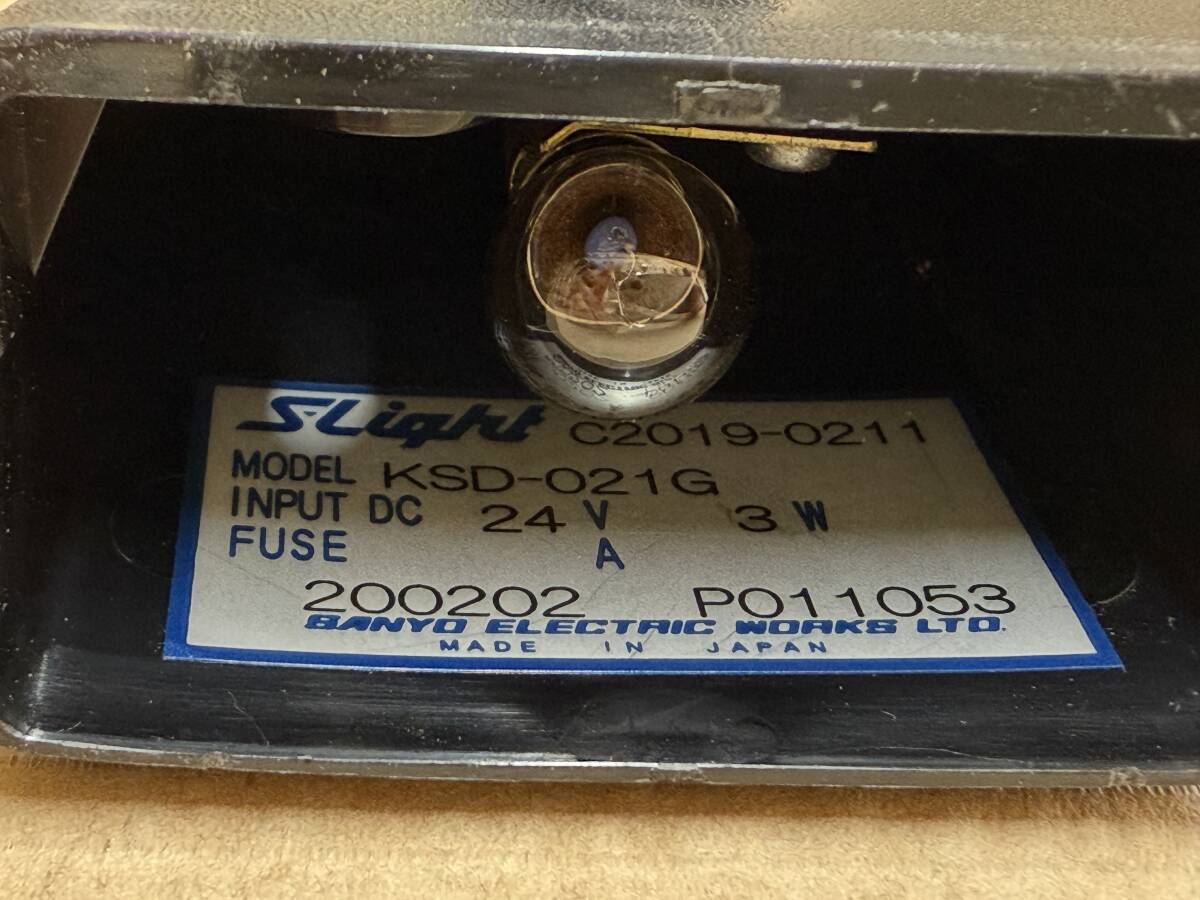 SLight C2019-0211
MODEL KSD-021G
INPUT DC 24 V 3 W
FUSE A
200202 P011053
SANYO ELECTRIC WORKS LTD.
MADE IN JAPAN